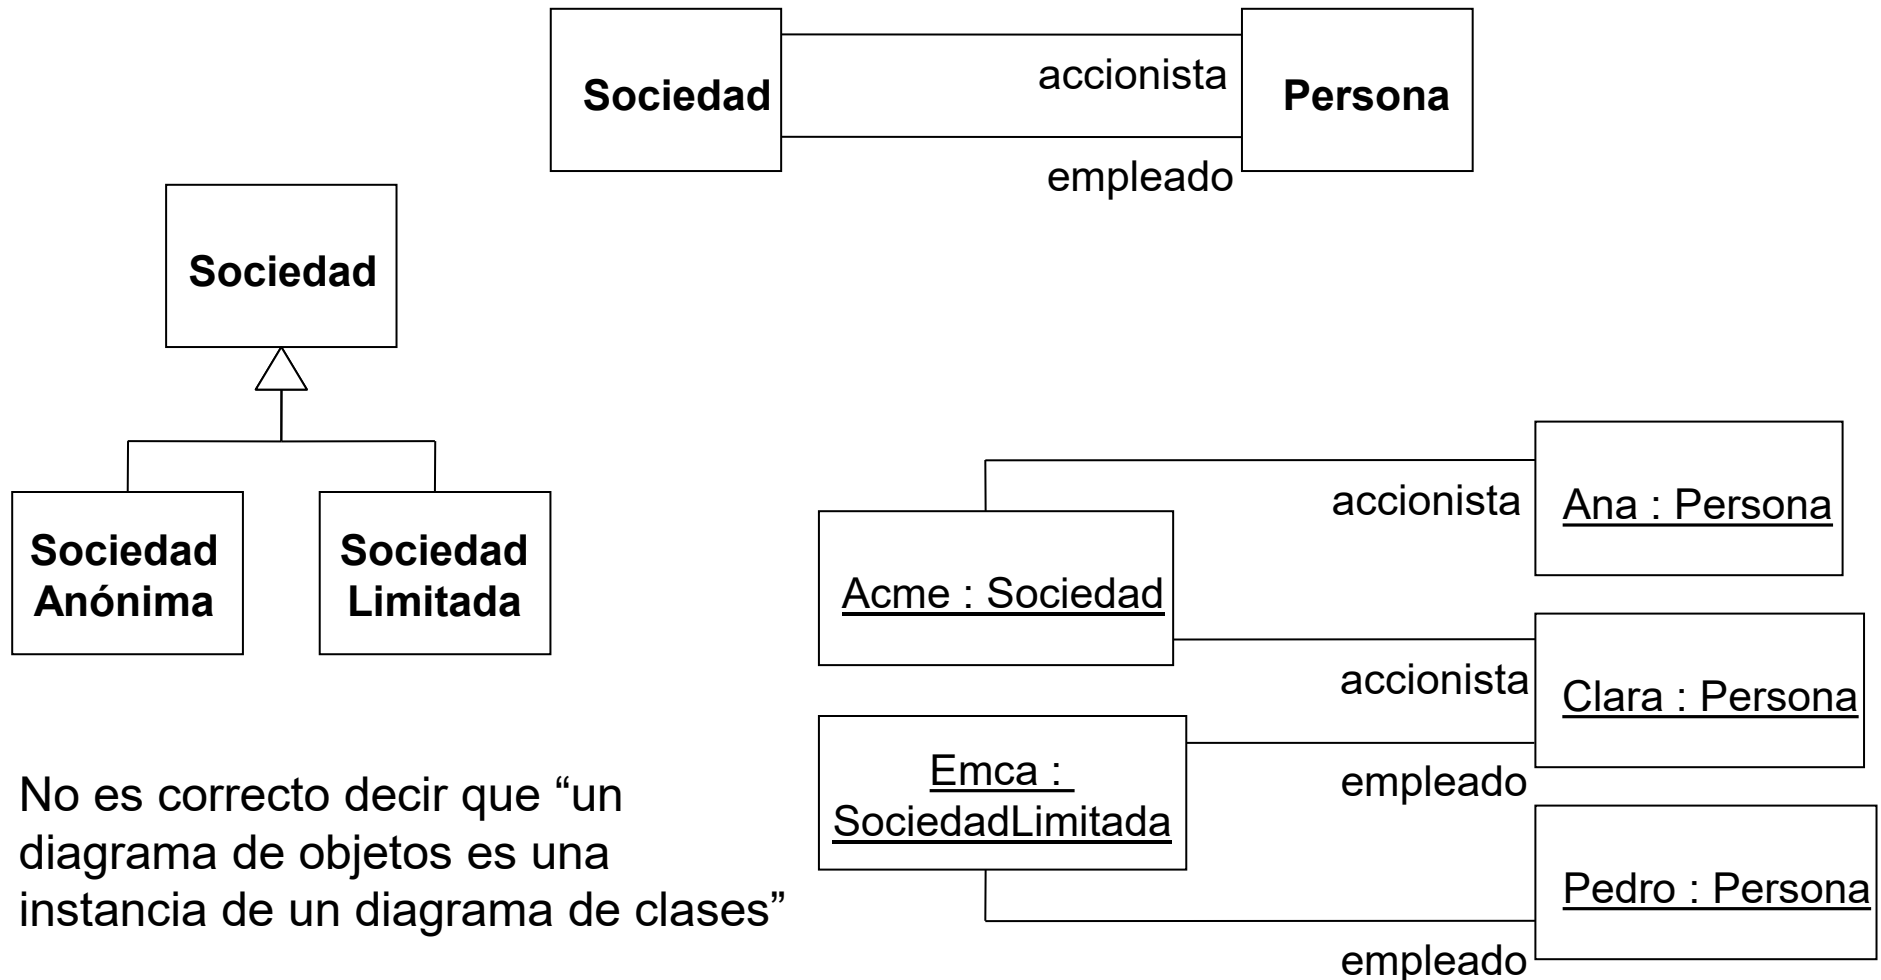 Sociedad
accionista
Persona
empleado
Sociedad
Sociedad
Anónima
Sociedad
Limitada
accionista
Ana : Persona
Acme : Sociedad
accionista
Clara : Persona
Emca :
SociedadLimitada
empleado
Pedro : Persona
empleado
No es correcto decir que “un
diagrama de objetos es una
instancia de un diagrama de clases”